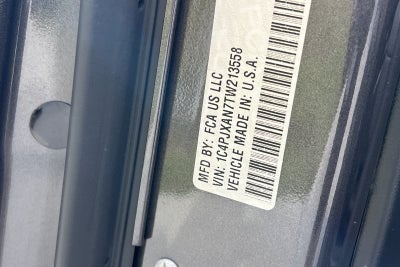 MFD BY: FCA US LLC
VIN: 1C4PJXAN7TW213558
VEHICLE MADE IN: U.S.A.